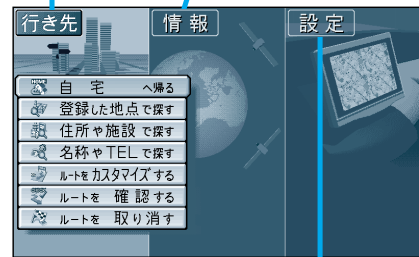 行き先 情報 設定
自宅へ帰る
登録した地点で探す
住所や施設で探す
名称やTELで探す
ルートをカスタマイズする
ルートを確認する
ルートを取り消す